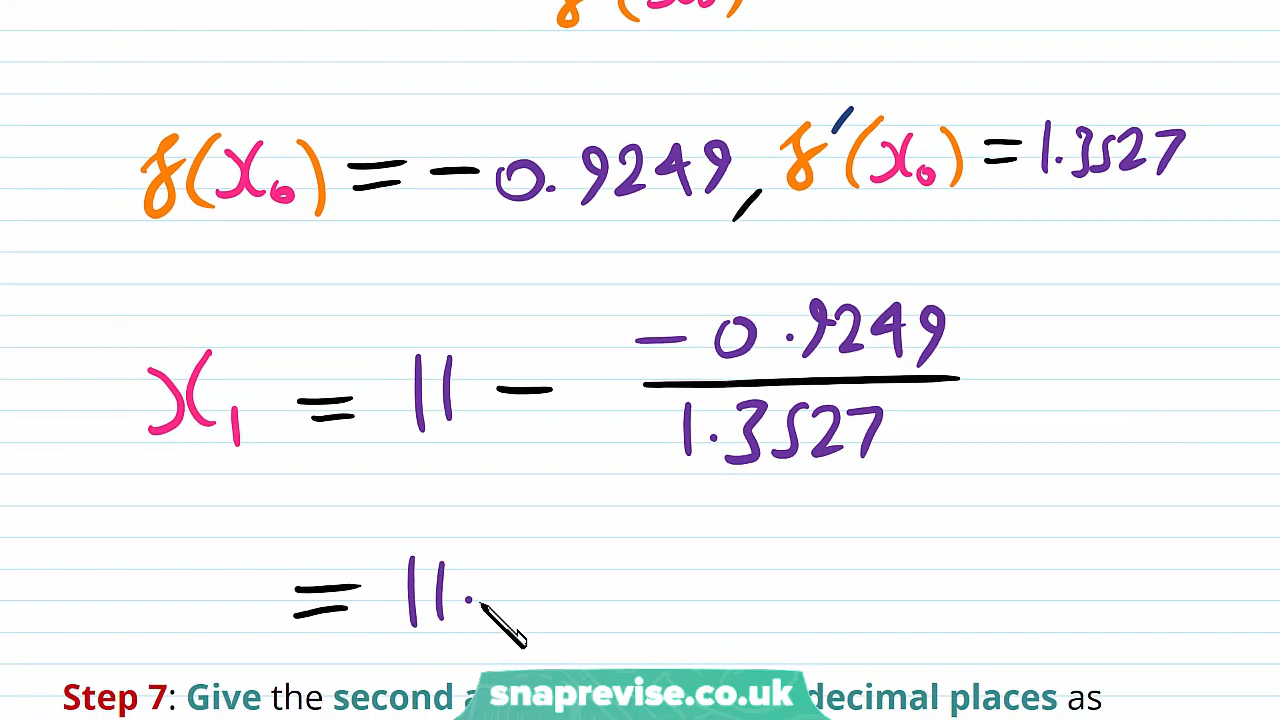 f(x₀) = -0.9249, f'(x₀) = 1.3527
x₁ = 11 - -0.9249
1.3527
= 11.
Step 7: Give the second decimal places as
snaprevise.co.uk